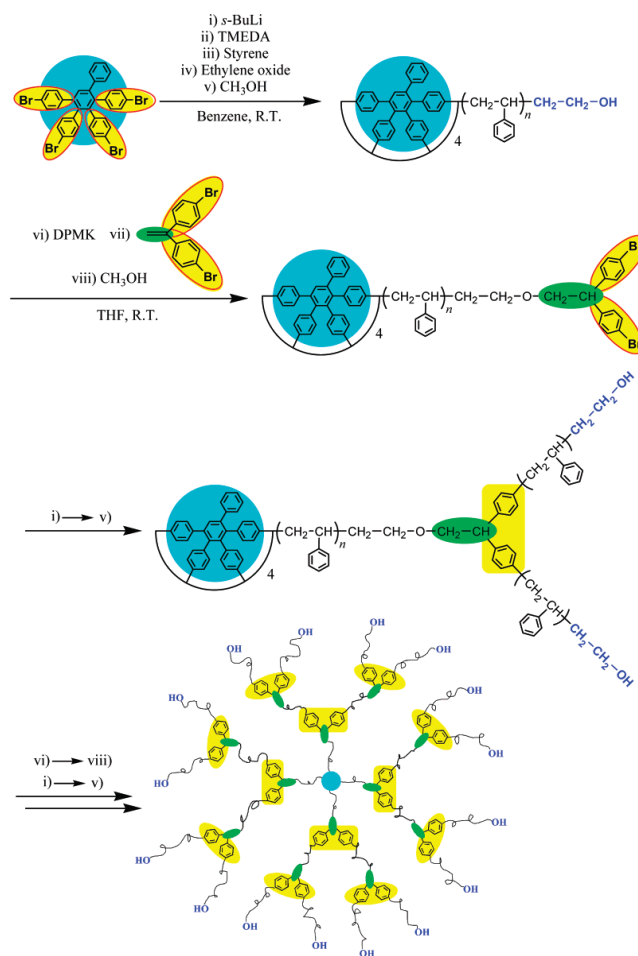 i) s-BuLi
ii) TMEDA
iii) Styrene
iv) Ethylene oxide
v) CH3OH
Benzene, R.T.
Br
Br
Br
Br
CH2-CH
n
CH2-CH2-OH
4
vi) DPMK
vii)
Br
Br
viii) CH3OH
THF, R.T.
CH2-CH
n
CH2-CH2-O
CH2-CH
Br
Br
4
i) → v)
CH2-CH
n
CH2-CH2-O
CH2-CH
4
CH2-CH
CH2-CH2-OH
CH2-CH
CH2-CH2-OH
vi) → viii)
i) → v)
OH
OH
OH
OH
HO
OH
HO
OH
HO
OH
HO
OH
OH
OH
OH
OH